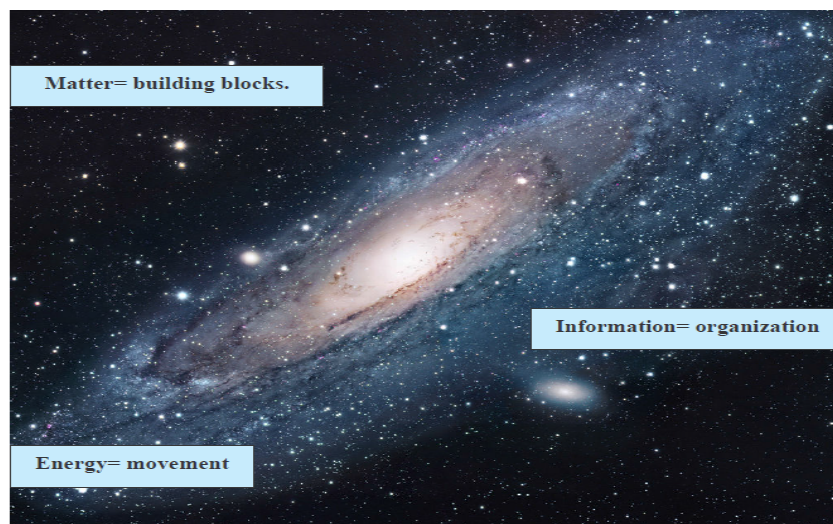 Matter= building blocks.
Information= organization
Energy= movement